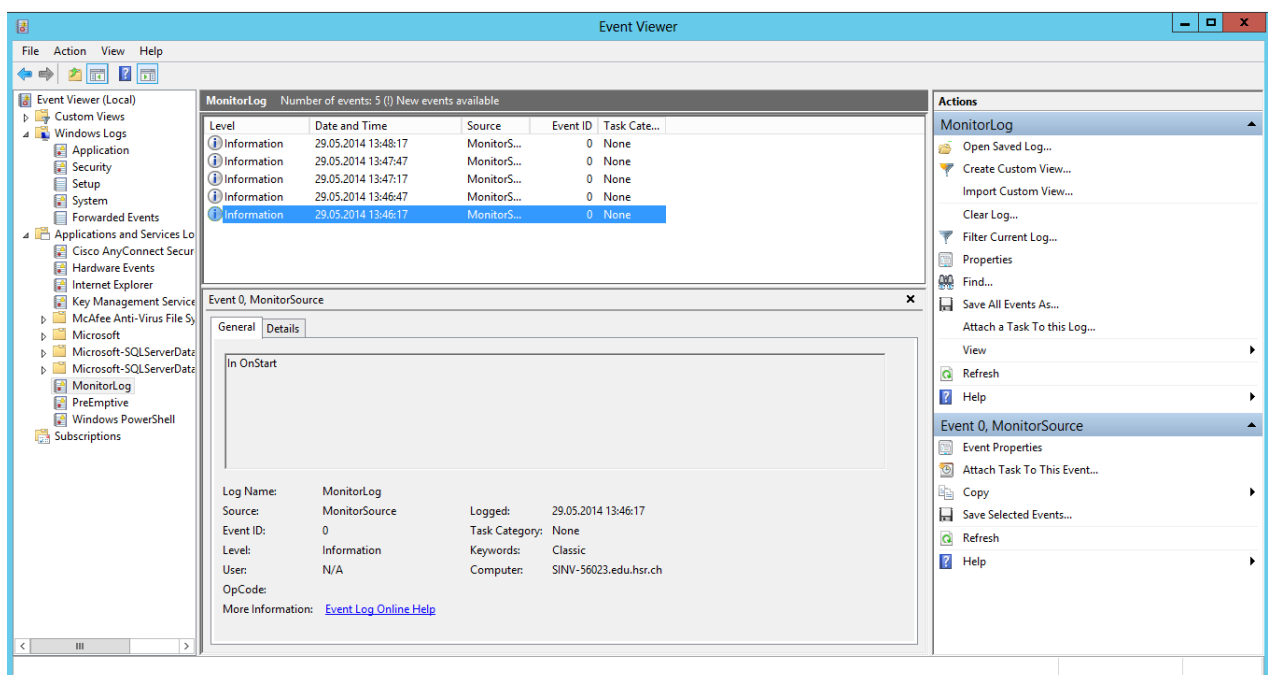 Event Viewer
File Action View Help
Event Viewer (Local)
Custom Views
Windows Logs
Application
Security
Setup
System
Forwarded Events
Applications and Services Lo
Cisco AnyConnect Secur
Hardware Events
Internet Explorer
Key Management Service
McAfee Anti-Virus File Sy
Microsoft
Microsoft-SQLServerData
Microsoft-SQLServerData
MonitorLog
PreEmptive
Windows PowerShell
Subscriptions
MonitorLog Number of events: 5 (!) New events available
Level Date and Time Source Event ID Task Cate...
Information 29.05.2014 13:48:17 MonitorS... 0 None
Information 29.05.2014 13:47:47 MonitorS... 0 None
Information 29.05.2014 13:47:17 MonitorS... 0 None
Information 29.05.2014 13:46:47 MonitorS... 0 None
Information 29.05.2014 13:46:17 MonitorS... 0 None
Event 0, MonitorSource
General Details
In OnStart
Log Name: MonitorLog
Source: MonitorSource Logged: 29.05.2014 13:46:17
Event ID: 0 Task Category: None
Level: Information Keywords: Classic
User: N/A Computer: SINV-56023.edu.hsr.ch
OpCode:
More Information: Event Log Online Help
Actions
MonitorLog
Open Saved Log...
Create Custom View...
Import Custom View...
Clear Log...
Filter Current Log...
Properties
Find...
Save All Events As...
Attach a Task To this Log...
View
Refresh
Help
Event 0, MonitorSource
Event Properties
Attach Task To This Event...
Copy
Save Selected Events...
Refresh
Help